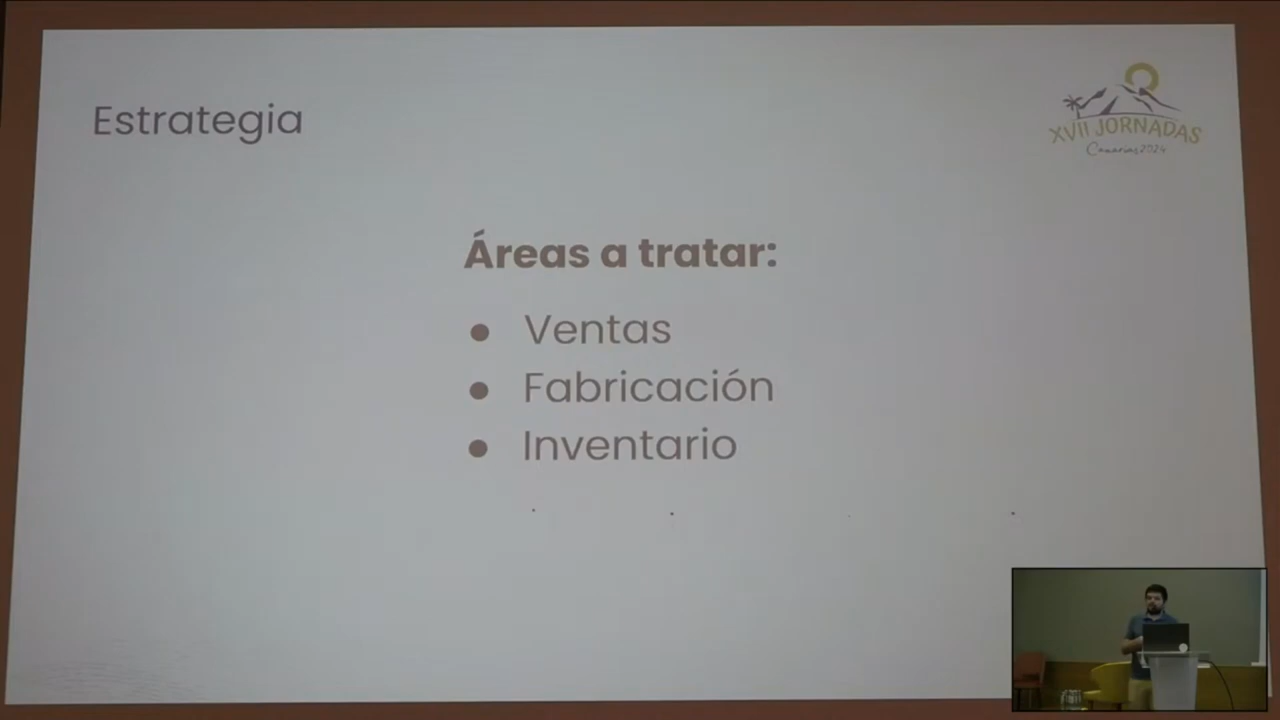 Estrategia
XVII JORNADAS
Canarias 2024
Áreas a tratar:
● Ventas
● Fabricación
● Inventario